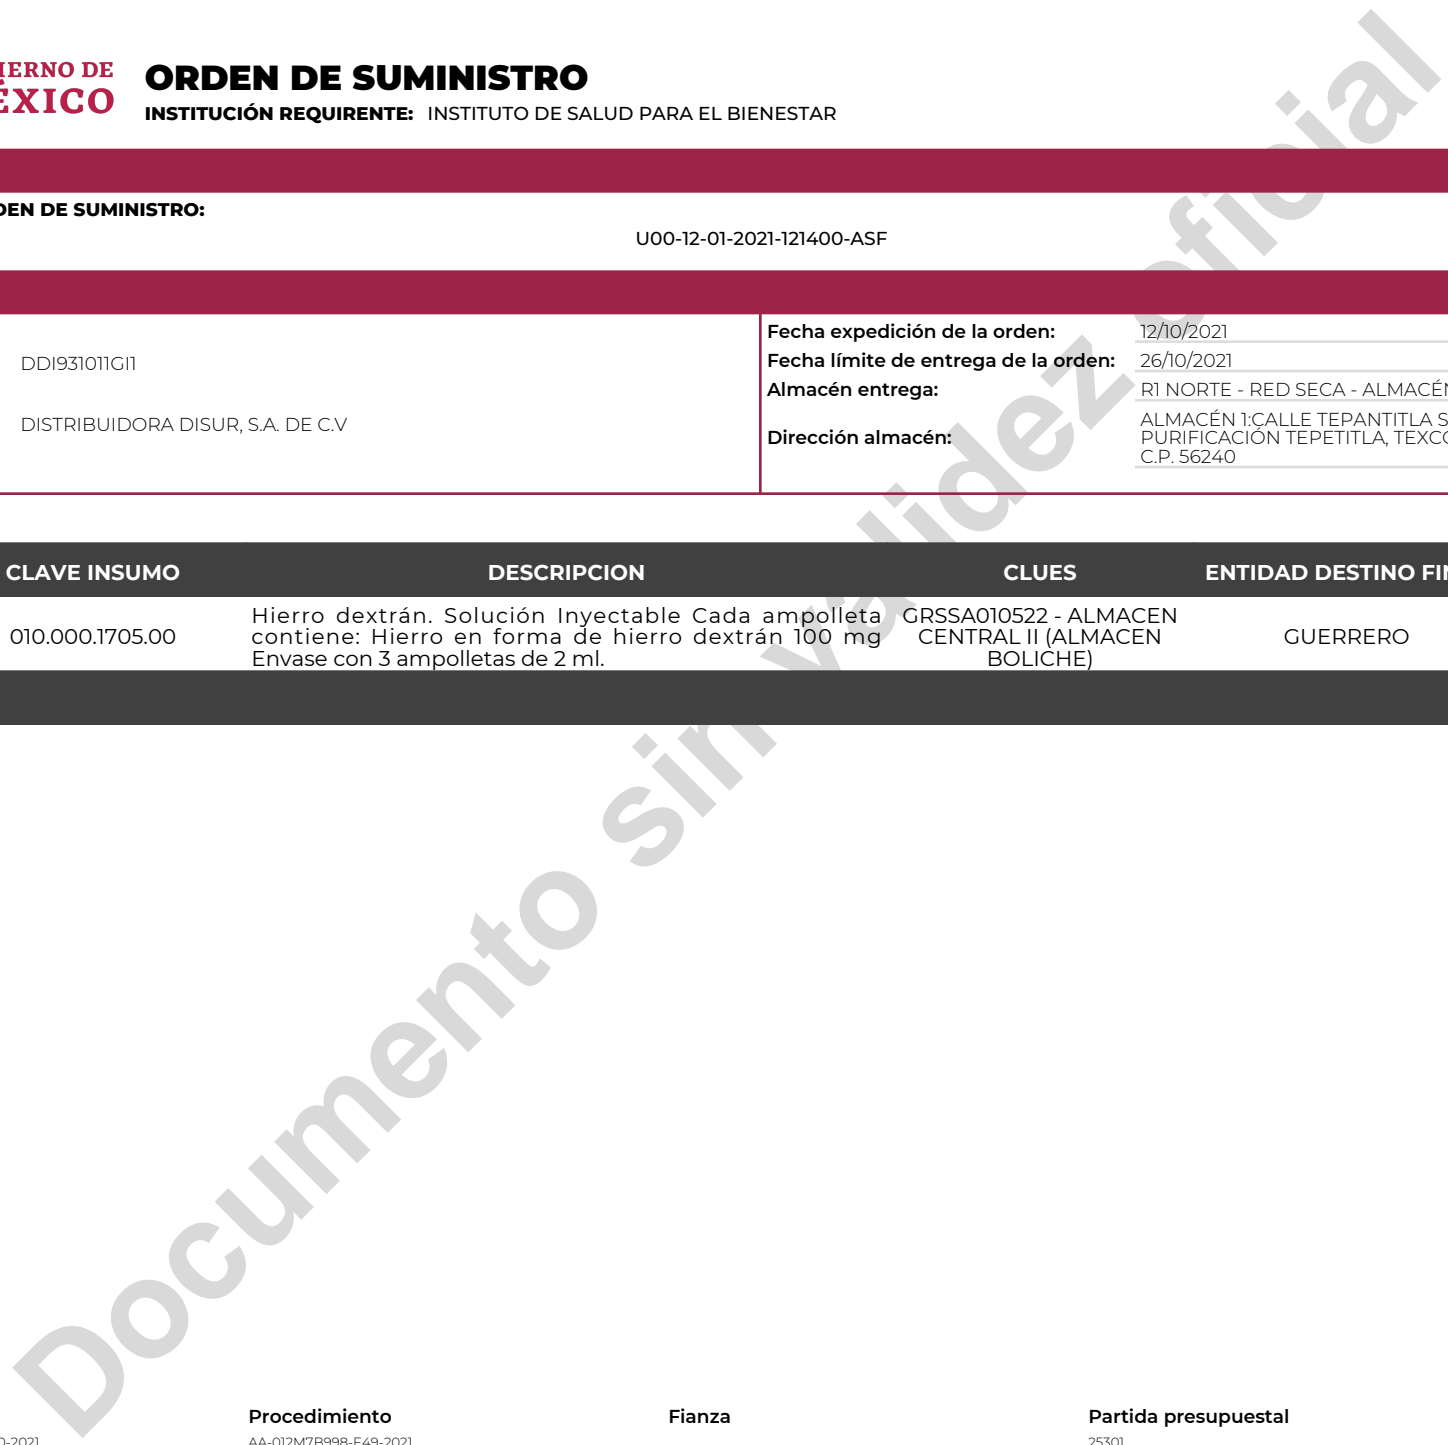 IERNO DE
ÉXICO
ORDEN DE SUMINISTRO
INSTITUCIÓN REQUIRENTE: INSTITUTO DE SALUD PARA EL BIENESTAR
DEN DE SUMINISTRO:
U00-12-01-2021-121400-ASF
DDI931011GI1
DISTRIBUIDORA DISUR, S.A. DE C.V
Fecha expedición de la orden: 12/10/2021
Fecha límite de entrega de la orden: 26/10/2021
Almacén entrega: R1 NORTE - RED SECA - ALMACÉN
Dirección almacén:
ALMACÉN 1:CALLE TEPANTITLA S
PURIFICACIÓN TEPETITLA, TEXCO
C.P. 56240
CLAVE INSUMO DESCRIPCION CLUES ENTIDAD DESTINO FIN
010.000.1705.00
Hierro dextrán. Solución Inyectable Cada ampolleta
contiene: Hierro en forma de hierro dextrán 100 mg
Envase con 3 ampolletas de 2 ml.
GRSSA010522 - ALMACEN
CENTRAL II (ALMACEN
BOLICHE)
GUERRERO
Documento sin validez oficial
Procedimiento Fianza Partida presupuestal
0-2021 AA-012M7B998-E49-2021 25301